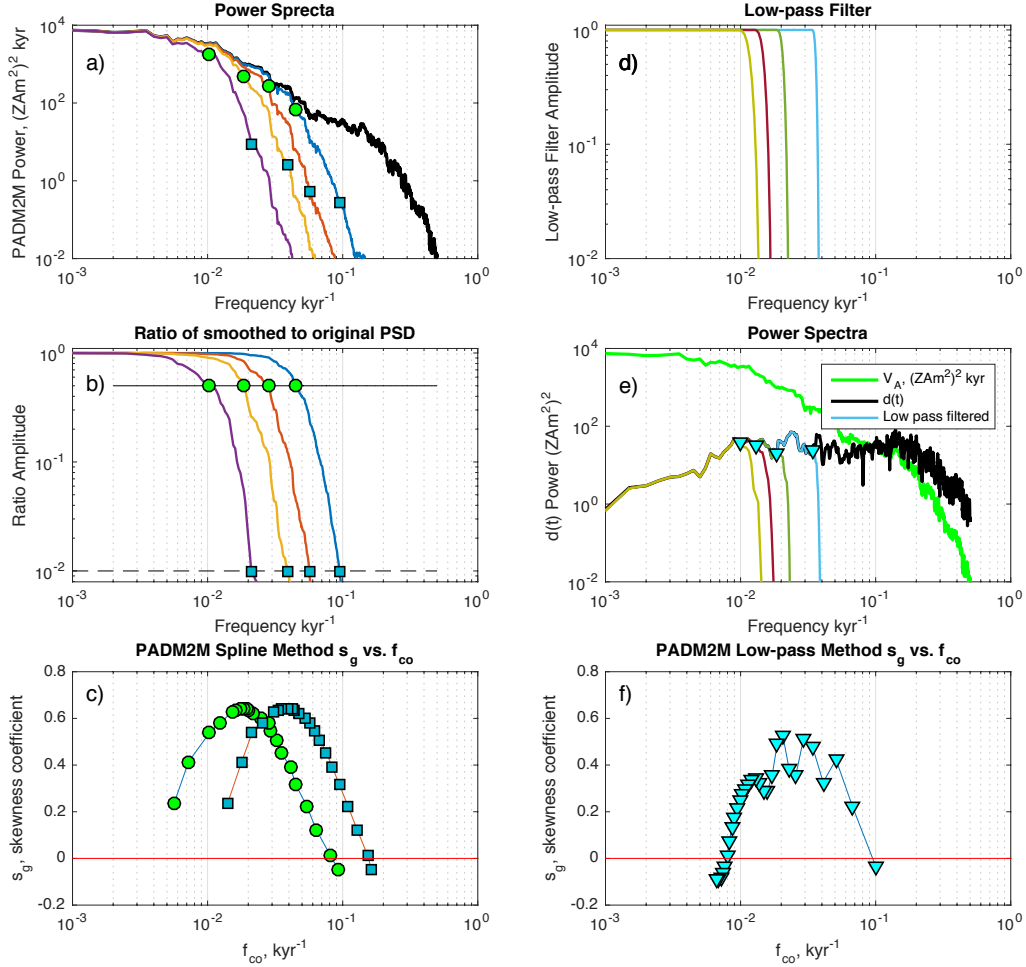 Power Sprecta
a)
PADM2M Power, (ZAm²)² kyr
10⁴
10²
10⁰
10⁻²
10⁻³ 10⁻² 10⁻¹ 10⁰
Frequency kyr⁻¹
Low-pass Filter
d)
Low-pass Filter Amplitude
10⁰
10⁻¹
10⁻²
10⁻³ 10⁻² 10⁻¹ 10⁰
Frequency kyr⁻¹
Ratio of smoothed to original PSD
b)
Ratio Amplitude
10⁰
10⁻¹
10⁻²
10⁻³ 10⁻² 10⁻¹ 10⁰
Frequency kyr⁻¹
Power Spectra
e)
d(t) Power (ZAm²)²
10⁴
10²
10⁰
10⁻²
V_A, (ZAm²)² kyr
d(t)
Low pass filtered
10⁻³ 10⁻² 10⁻¹ 10⁰
Frequency kyr⁻¹
PADM2M Spline Method s_g vs. f_co
c)
s_g, skewness coefficient
0.8
0.6
0.4
0.2
0
-0.2
10⁻³ 10⁻² 10⁻¹ 10⁰
f_co, kyr⁻¹
PADM2M Low-pass Method s_g vs. f_co
f)
s_g, skewness coefficient
0.8
0.6
0.4
0.2
0
-0.2
10⁻³ 10⁻² 10⁻¹ 10⁰
f_co, kyr⁻¹